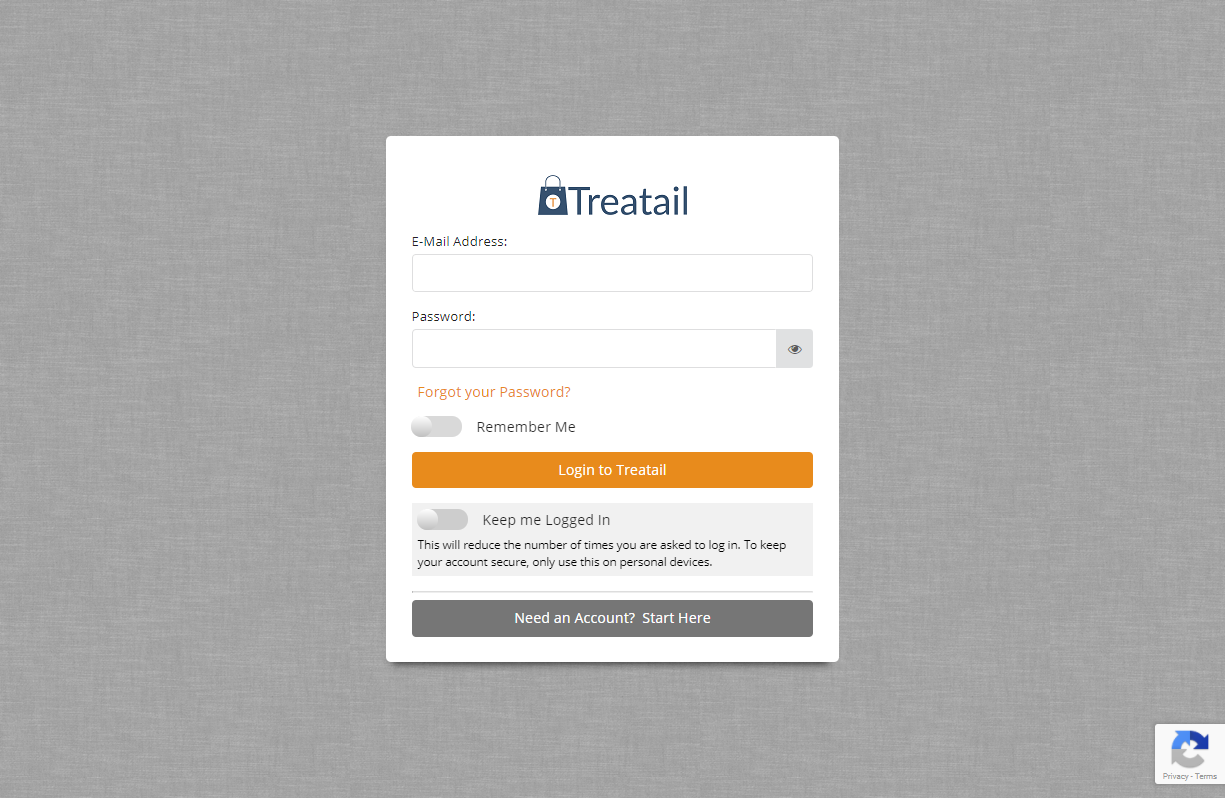 T
Treatail
E-Mail Address:
Password:
Forgot your Password?
Remember Me
Login to Treatail
Keep me Logged In
This will reduce the number of times you are asked to log in. To keep
your account secure, only use this on personal devices.
Need an Account?  Start Here
Privacy - Terms